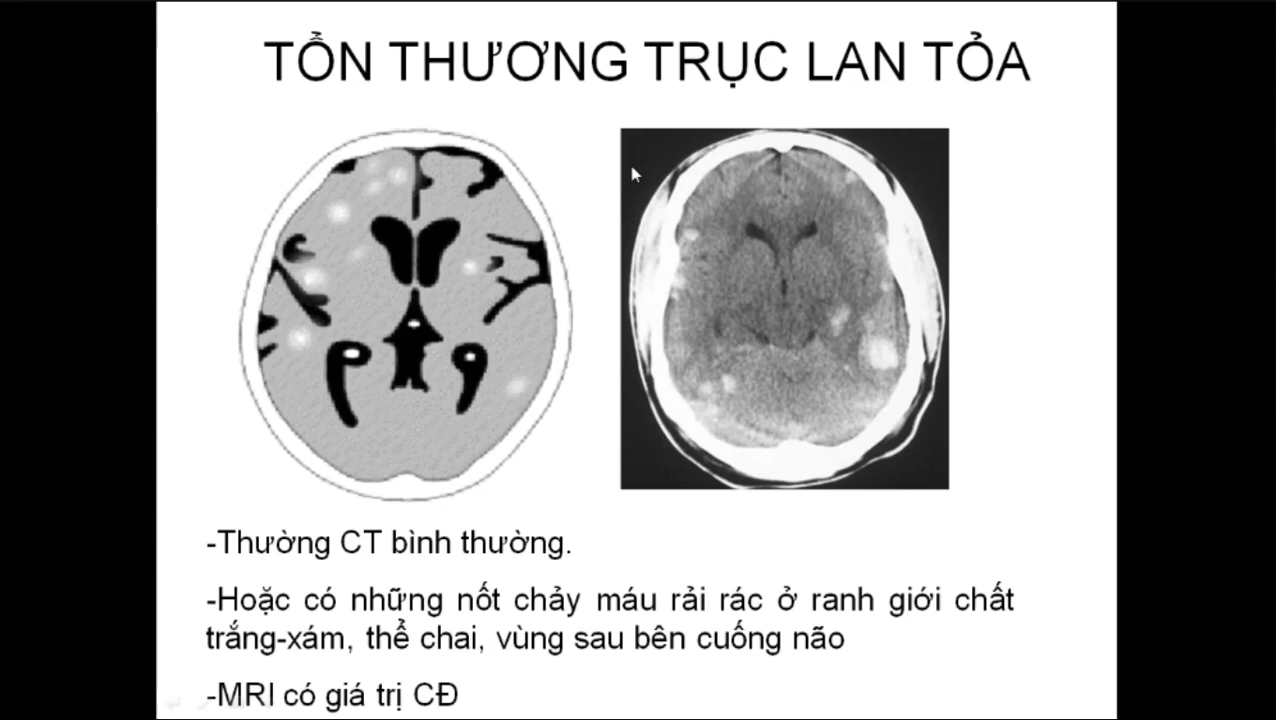 TỔN THƯƠNG TRỤC LAN TỎA
-Thường CT bình thường.
-Hoặc có những nốt chảy máu rải rác ở ranh giới chất
trắng-xám, thể chai, vùng sau bên cuống não
-MRI có giá trị CĐ